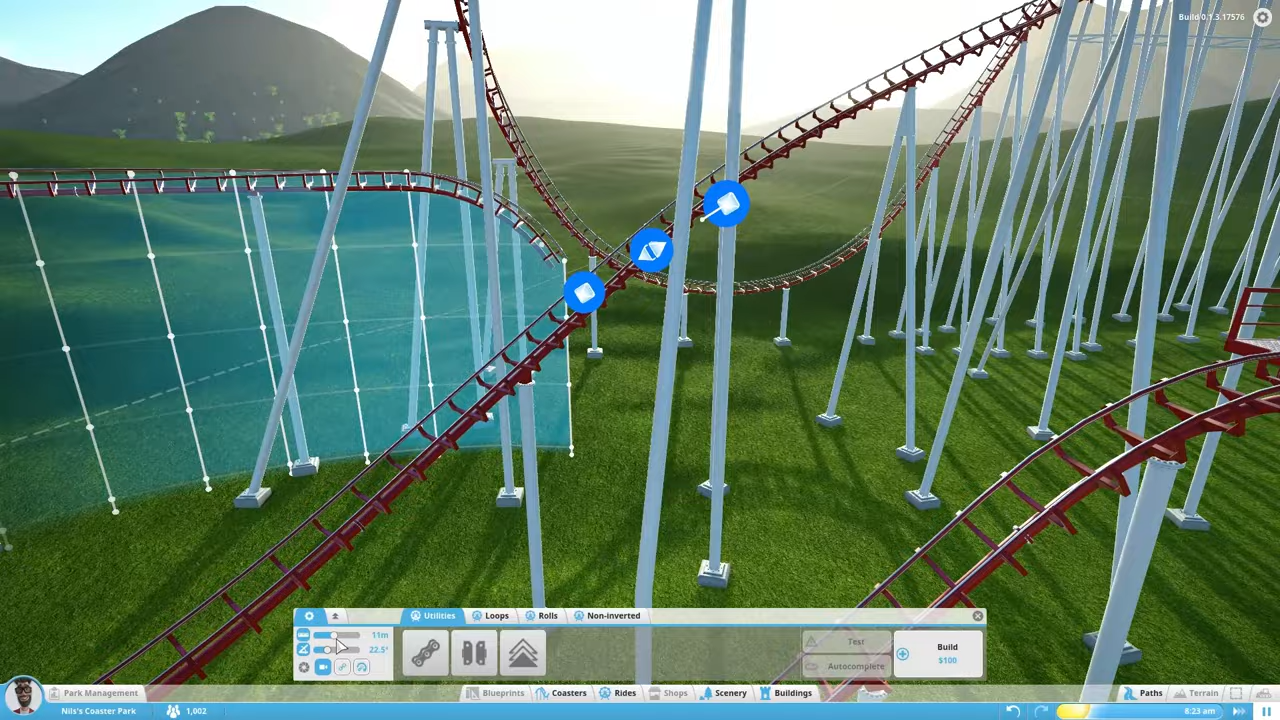 Build 0.1.3.17576
Utilities
Loops
Rolls
Non-inverted
11m
22.5°
Test
Autocomplete
Build
$100
Park Management
Blueprints
Coasters
Rides
Shops
Scenery
Buildings
Paths
Terrain
Nils's Coaster Park
1,002
8:23 am